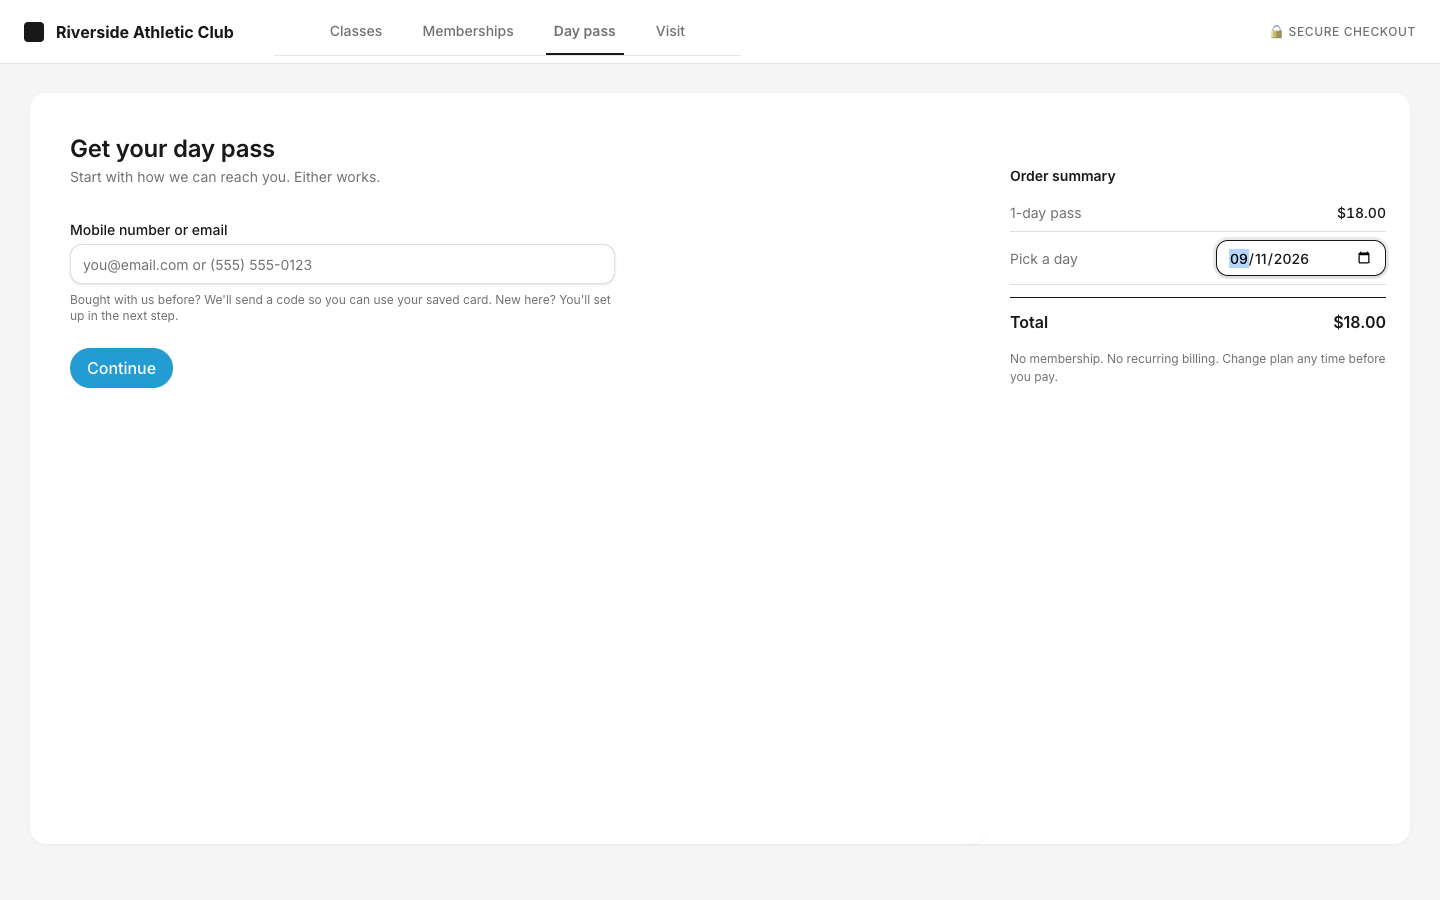 Riverside Athletic Club
Classes
Memberships
Day pass
Visit
🔒 SECURE CHECKOUT
Get your day pass
Start with how we can reach you. Either works.
Mobile number or email
you@email.com or (555) 555-0123
Bought with us before? We'll send a code so you can use your saved card. New here? You'll set
up in the next step.
Continue
Order summary
1-day pass $18.00
Pick a day 09/11/2026
Total $18.00
No membership. No recurring billing. Change plan any time before
you pay.